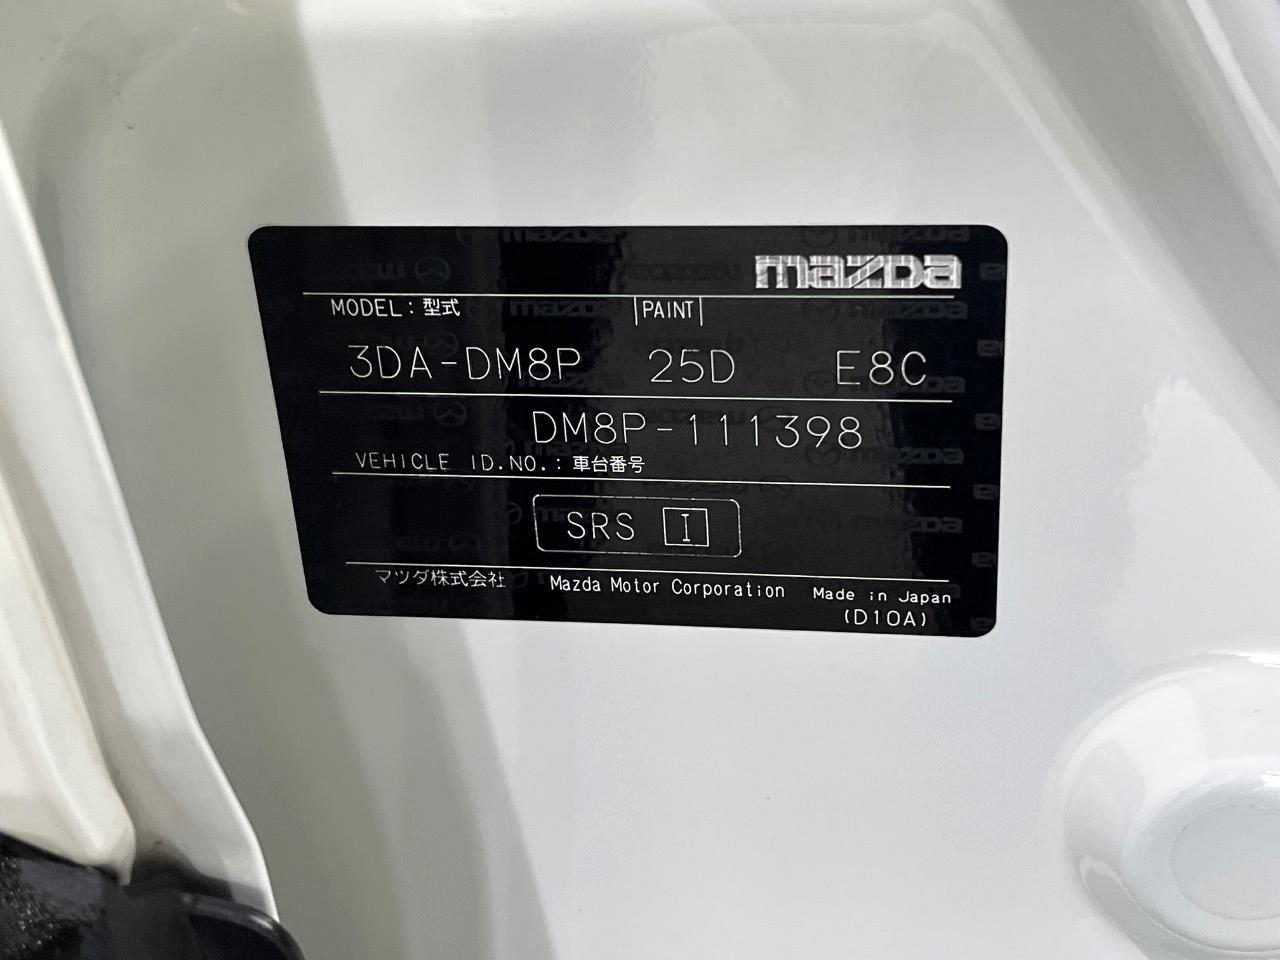 mazda
MODEL：型式 PAINT
3DA-DM8P 25D E8C
DM8P-111398
VEHICLE ID.NO.：車台番号
SRS I
マツダ株式会社 Mazda Motor Corporation Made in Japan
(D10A)